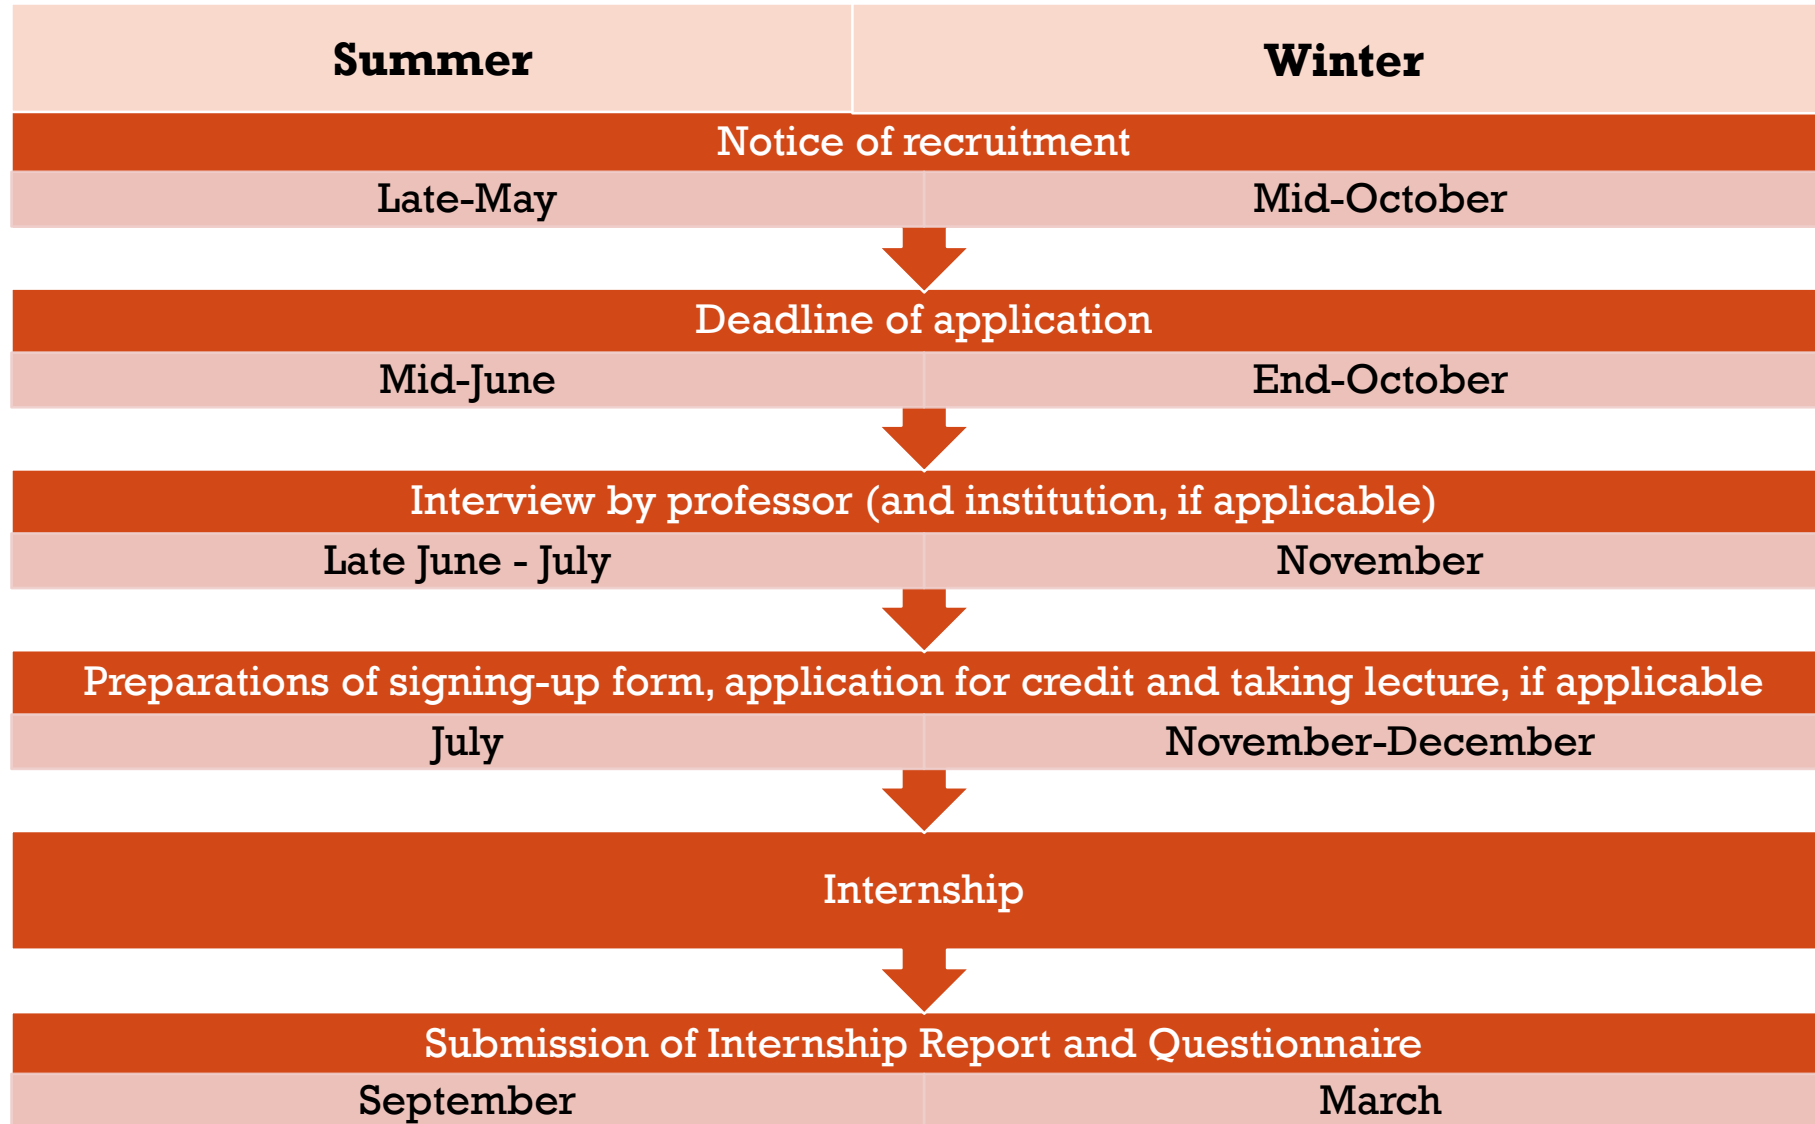 Summer Winter
Notice of recruitment
Late-May Mid-October
Deadline of application
Mid-June End-October
Interview by professor (and institution, if applicable)
Late June - July November
Preparations of signing-up form, application for credit and taking lecture, if applicable
July November-December
Internship
Submission of Internship Report and Questionnaire
September March